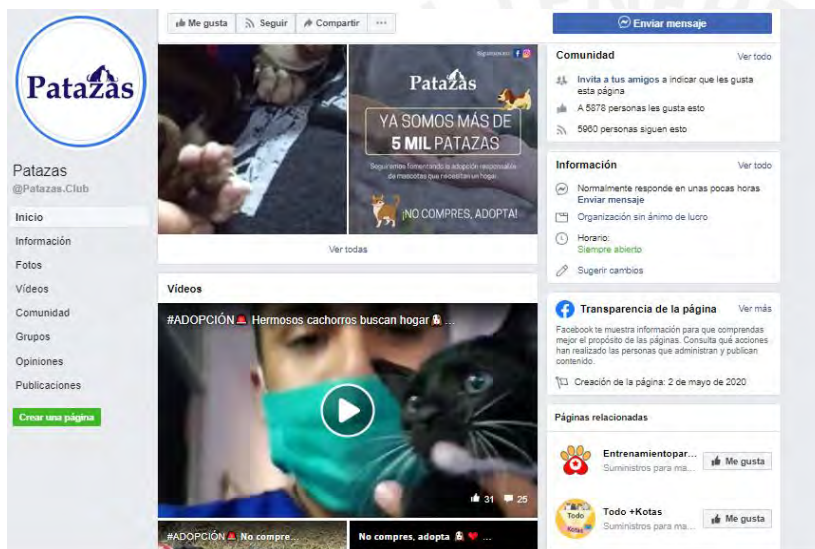 Me gusta
Seguir
Compartir
Enviar mensaje
Patazas
Patazas
@Patazas.Club
Inicio
Información
Fotos
Vídeos
Comunidad
Grupos
Opiniones
Publicaciones
Crear una página
Patazas
YA SOMOS MÁS DE
5 MIL PATAZAS
Seguiremos fomentando la adopción responsable
de mascotas que necesitan un hogar.
¡NO COMPRES, ADOPTA!
Ver todas
Vídeos
#ADOPCIÓN Hermosos cachorros buscan hogar ...
31 25
#ADOPCIÓN No compre...
No compres, adopta ...
Comunidad Ver todo
Invita a tus amigos a indicar que les gusta
esta página
A 5878 personas les gusta esto
5960 personas siguen esto
Información Ver todo
Normalmente responde en unas pocas horas
Enviar mensaje
Organización sin ánimo de lucro
Horario:
Siempre abierto
Sugerir cambios
Transparencia de la página Ver más
Facebook te muestra información para que comprendas
mejor el propósito de las páginas. Consulta qué acciones
han realizado las personas que administran y publican
contenido.
Creación de la página: 2 de mayo de 2020
Páginas relacionadas
Entrenamientopar...
Suministros para ma...
Me gusta
Todo +Kotas
Suministros para ma...
Me gusta
Todo
Kotas